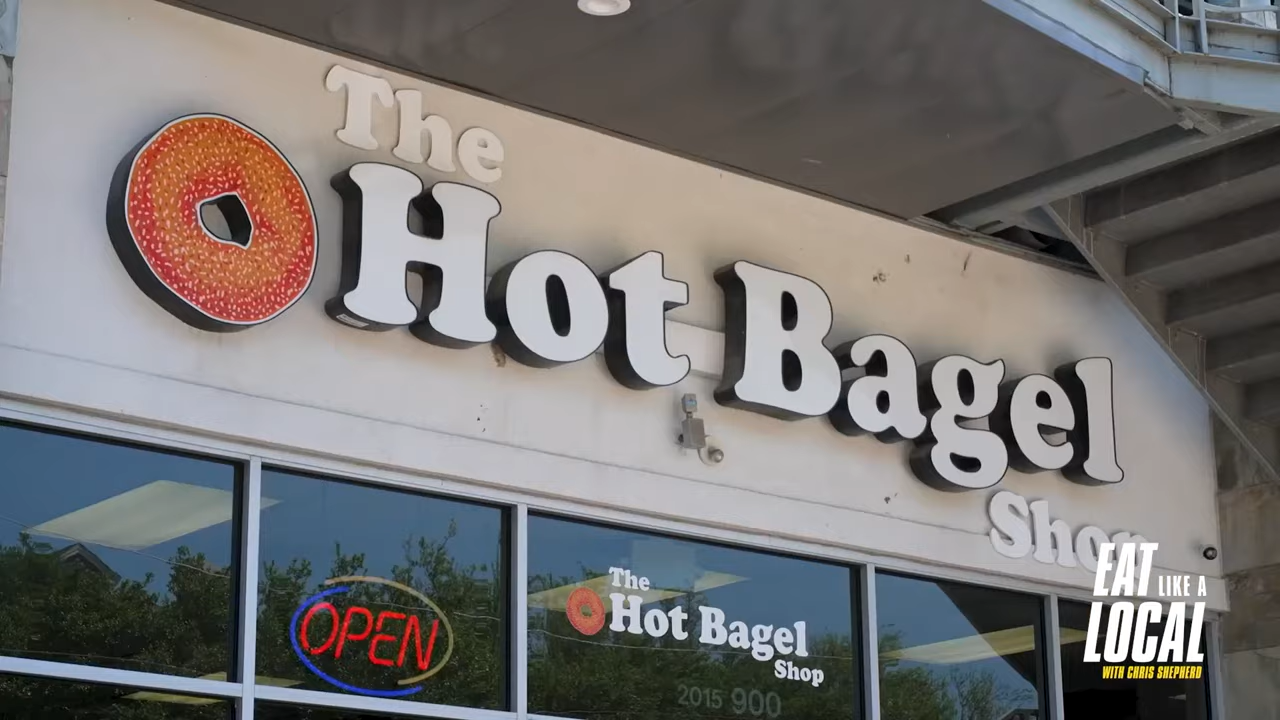 The
Hot Bagel
Shop
OPEN
The
Hot Bagel
Shop
2015 900
EAT LIKE A
LOCAL
WITH CHRIS SHEPHERD